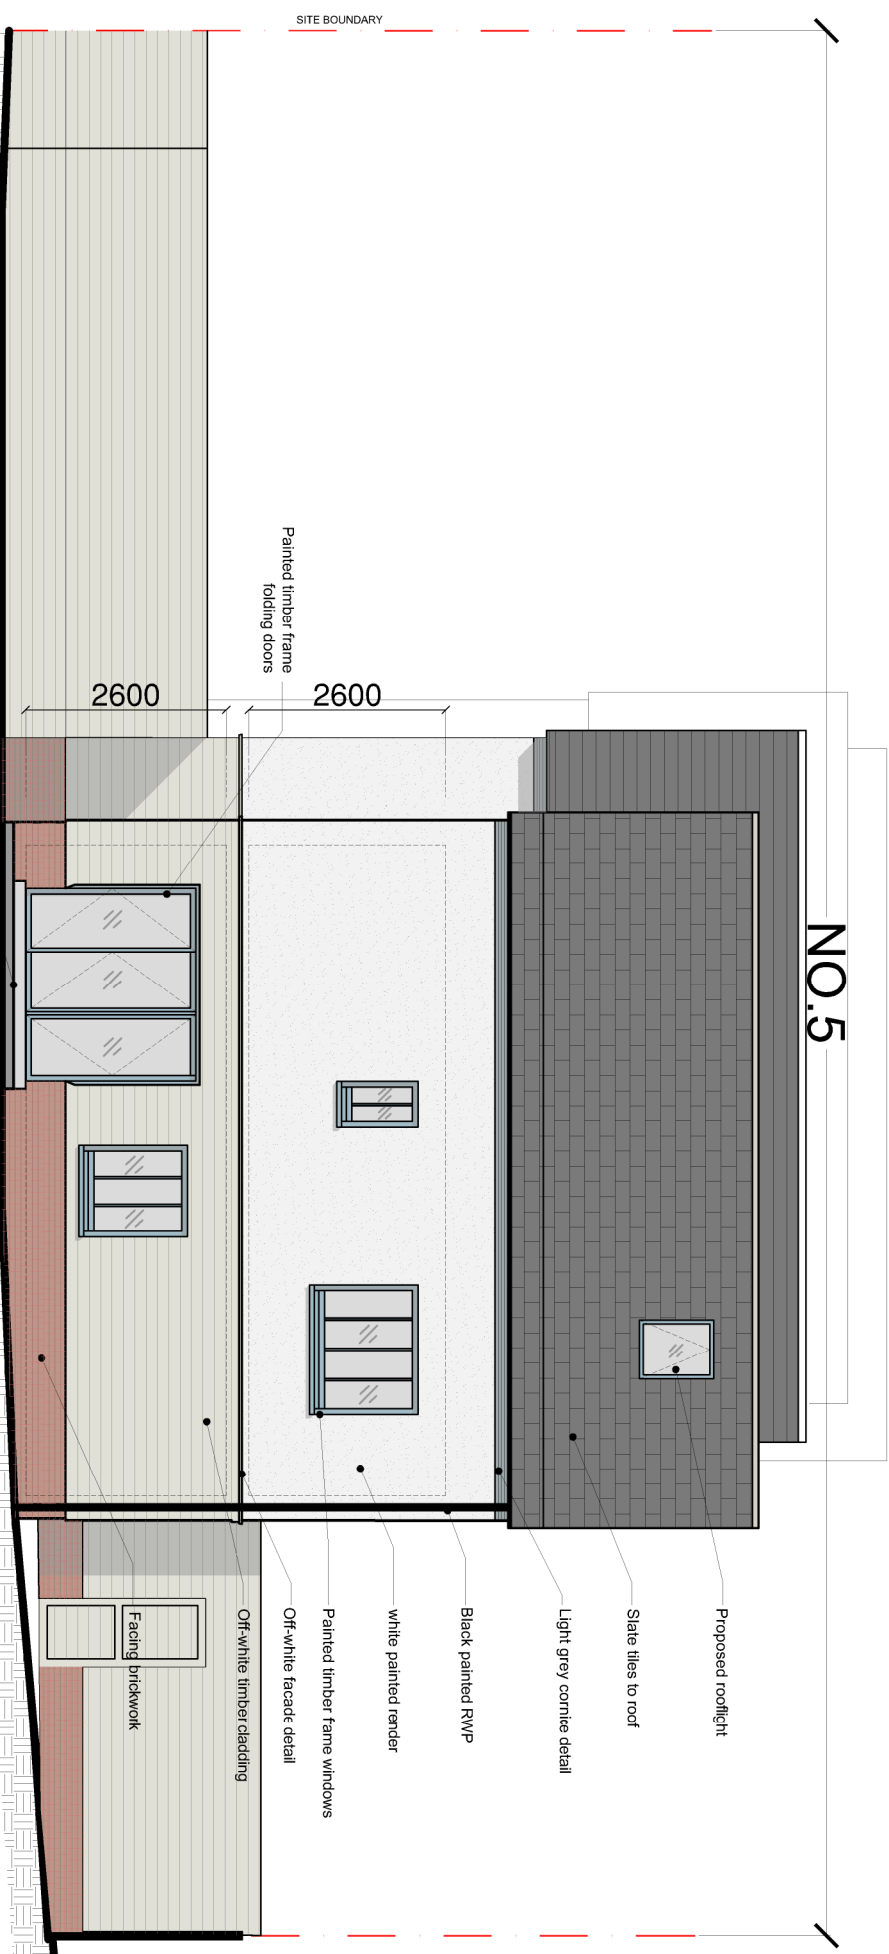 SITE BOUNDARY
NO.5
Painted timber frame
folding doors
2600
2600
Proposed rooflight
Slate tiles to roof
Light grey cornice detail
Black painted RWP
white painted render
Painted timber fame windows
Off-white facade detail
Off-white timber cladding
Facing brickwork